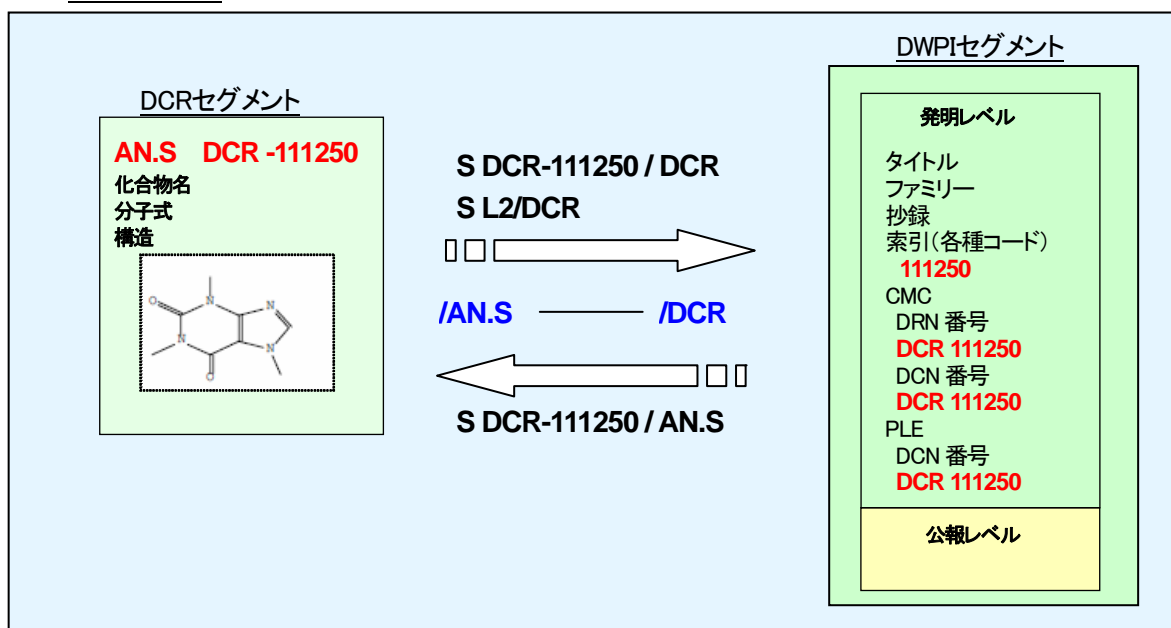 DCRセグメント
AN.S DCR -111250
化合物名
分子式
構造
O
N
N
N
N
O
S DCR-111250 / DCR
S L2/DCR
/AN.S /DCR
S DCR-111250 / AN.S
DWPIセグメント
発明レベル
タイトル
ファミリー
抄録
索引(各種コード)
111250
CMC
DRN 番号
DCR 111250
DCN 番号
DCR 111250
PLE
DCN 番号
DCR 111250
公報レベル